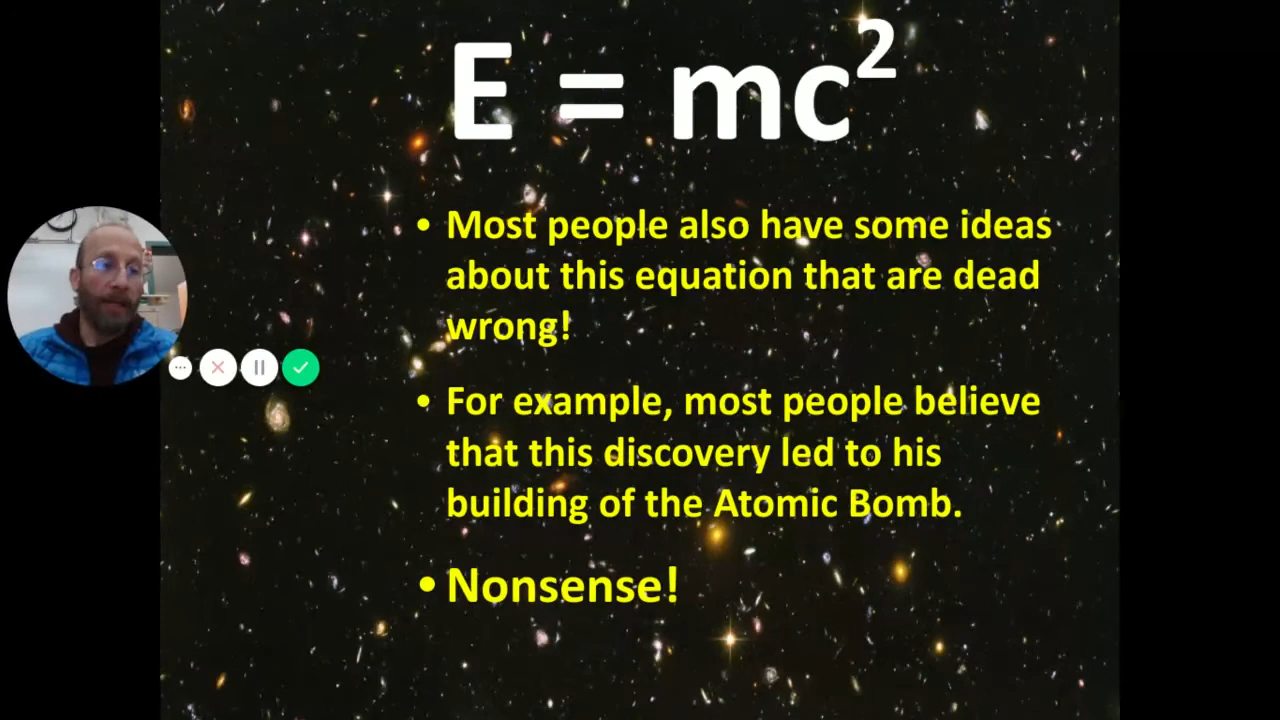 E = mc²
• Most people also have some ideas
about this equation that are dead
wrong!
• For example, most people believe
that this discovery led to his
building of the Atomic Bomb.
• Nonsense!